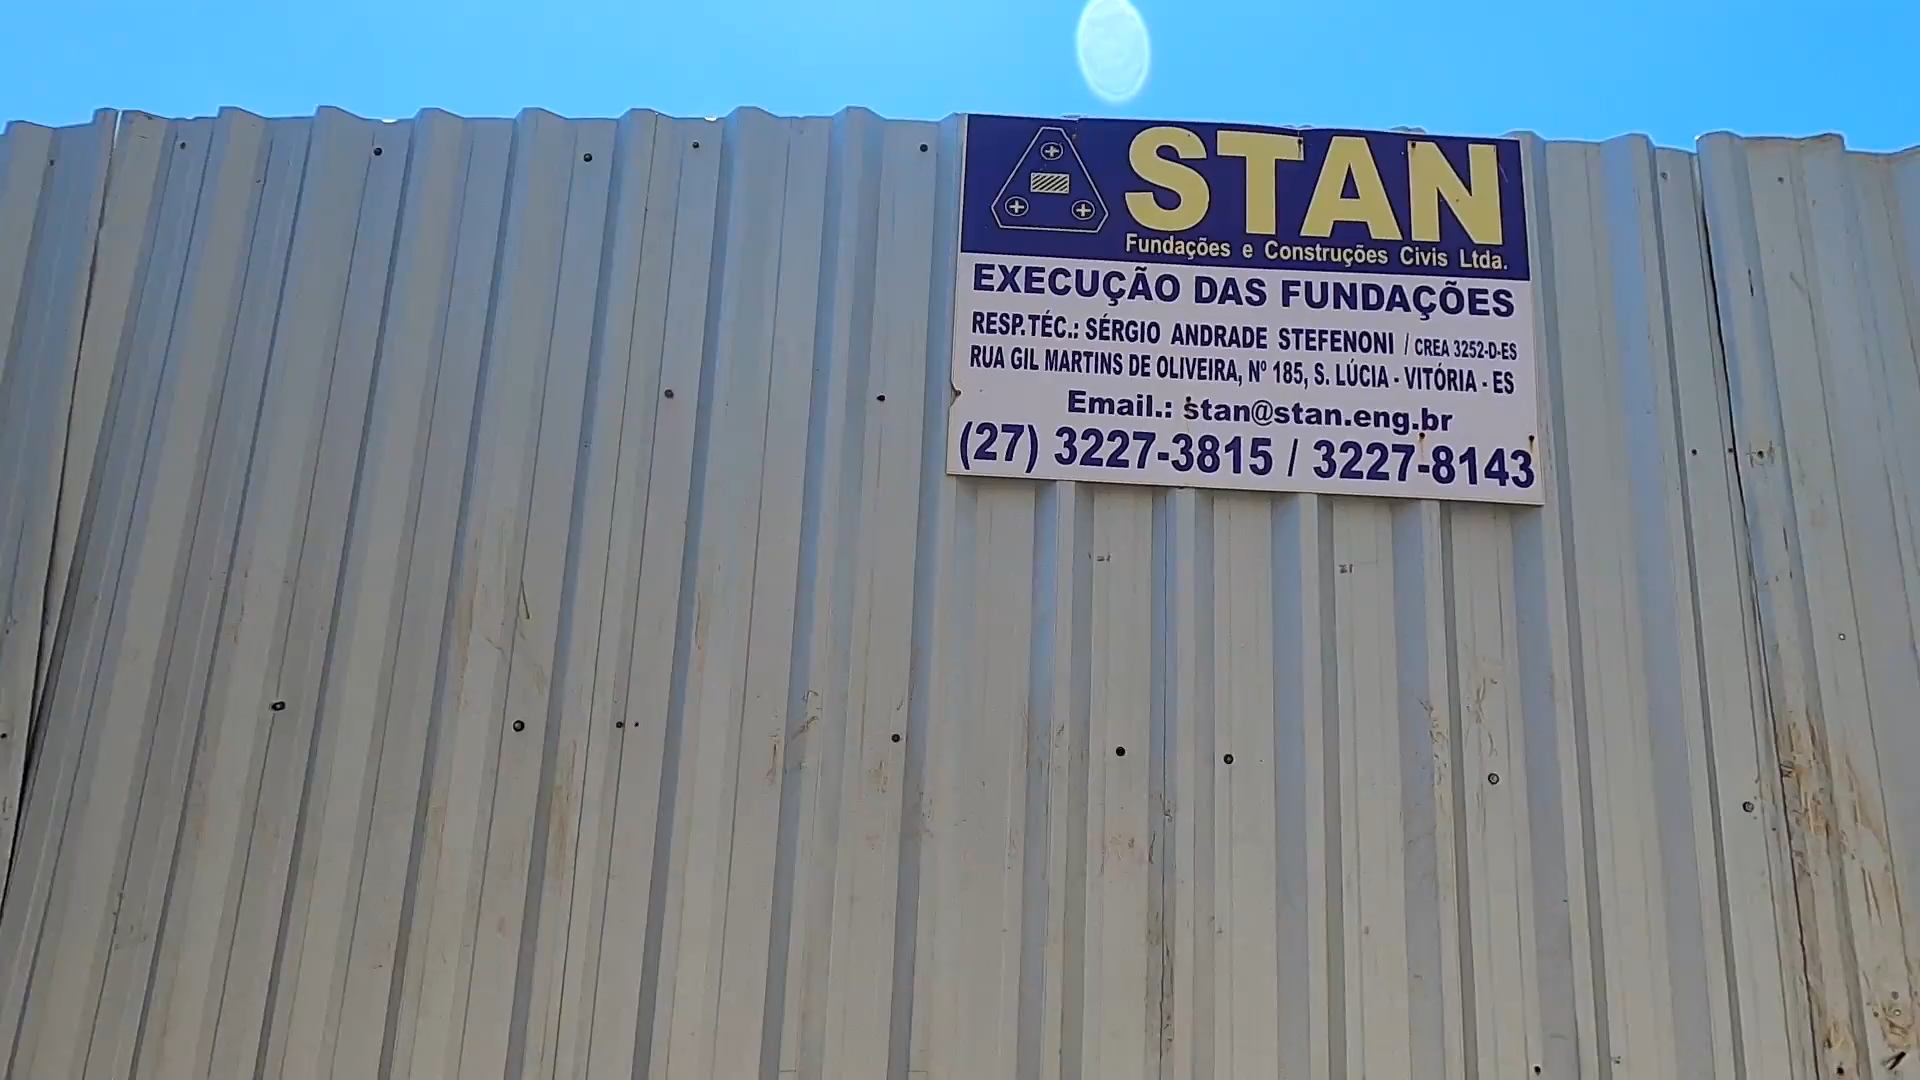 STAN
Fundações e Construções Civis Ltda.
EXECUÇÃO DAS FUNDAÇÕES
RESP.TÉC.: SÉRGIO ANDRADE STEFENONI / CREA 3252-D-ES
RUA GIL MARTINS DE OLIVEIRA, Nº 185, S. LÚCIA - VITÓRIA - ES
Email.: stan@stan.eng.br
(27) 3227-3815 / 3227-8143